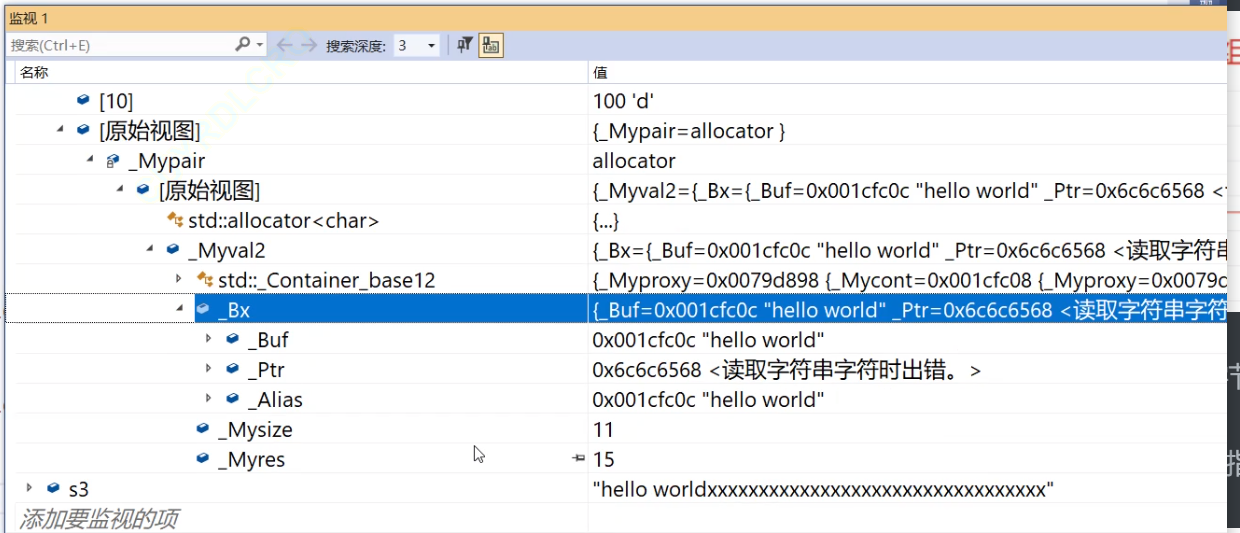 监视 1
搜索(Ctrl+E) 搜索深度: 3
名称 值
[10] 100 'd'
[原始视图] {_Mypair=allocator }
_Mypair allocator
[原始视图] {_Myval2={_Bx={_Buf=0x001cfc0c "hello world" _Ptr=0x6c6c6568 <
std::allocator<char> {...}
_Myval2 {_Bx={_Buf=0x001cfc0c "hello world" _Ptr=0x6c6c6568 <读取字符串
std::_Container_base12 {_Myproxy=0x0079d898 {_Mycont=0x001cfc08 {_Myproxy=0x0079d
_Bx {_Buf=0x001cfc0c "hello world" _Ptr=0x6c6c6568 <读取字符串字符
_Buf 0x001cfc0c "hello world"
_Ptr 0x6c6c6568 <读取字符串字符时出错。>
_Alias 0x001cfc0c "hello world"
_Mysize 11
_Myres 15
s3 "hello worldxxxxxxxxxxxxxxxxxxxxxxxxxxxxxxxxx"
添加要监视的项